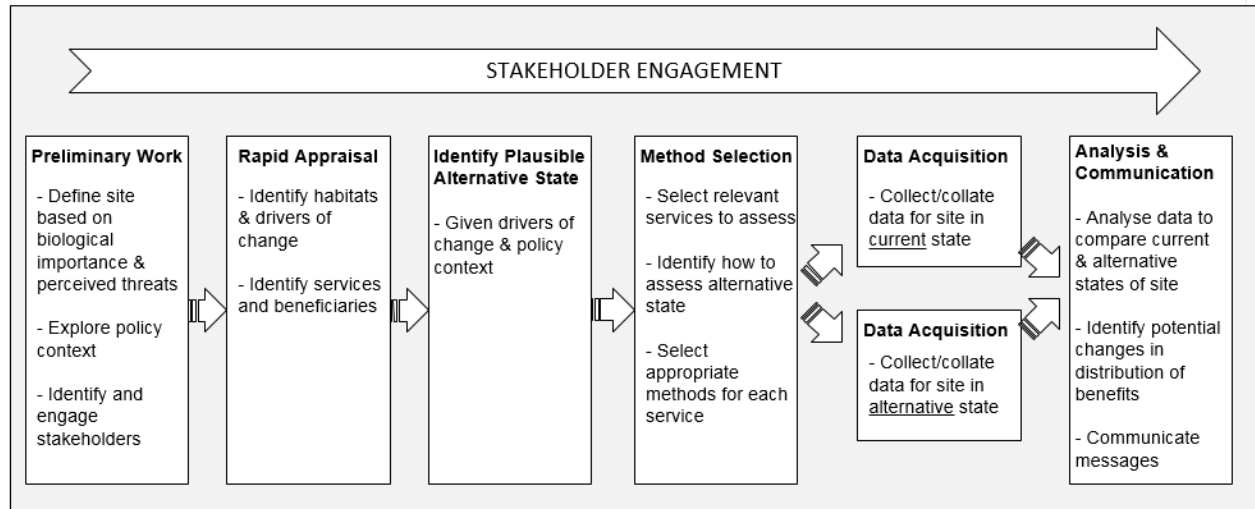 STAKEHOLDER ENGAGEMENT
Preliminary Work
- Define site
based on
biological
importance &
perceived threats
- Explore policy
context
- Identify and
engage
stakeholders
Rapid Appraisal
- Identify habitats
& drivers of
change
- Identify services
and beneficiaries
Identify Plausible
Alternative State
- Given drivers of
change & policy
context
Method Selection
- Select relevant
services to assess
- Identify how to
assess alternative
state
- Select
appropriate
methods for each
service
Data Acquisition
- Collect/collate
data for site in
current state
Data Acquisition
- Collect/collate
data for site in
alternative state
Analysis &
Communication
- Analyse data to
compare current
& alternative
states of site
- Identify potential
changes in
distribution of
benefits
- Communicate
messages